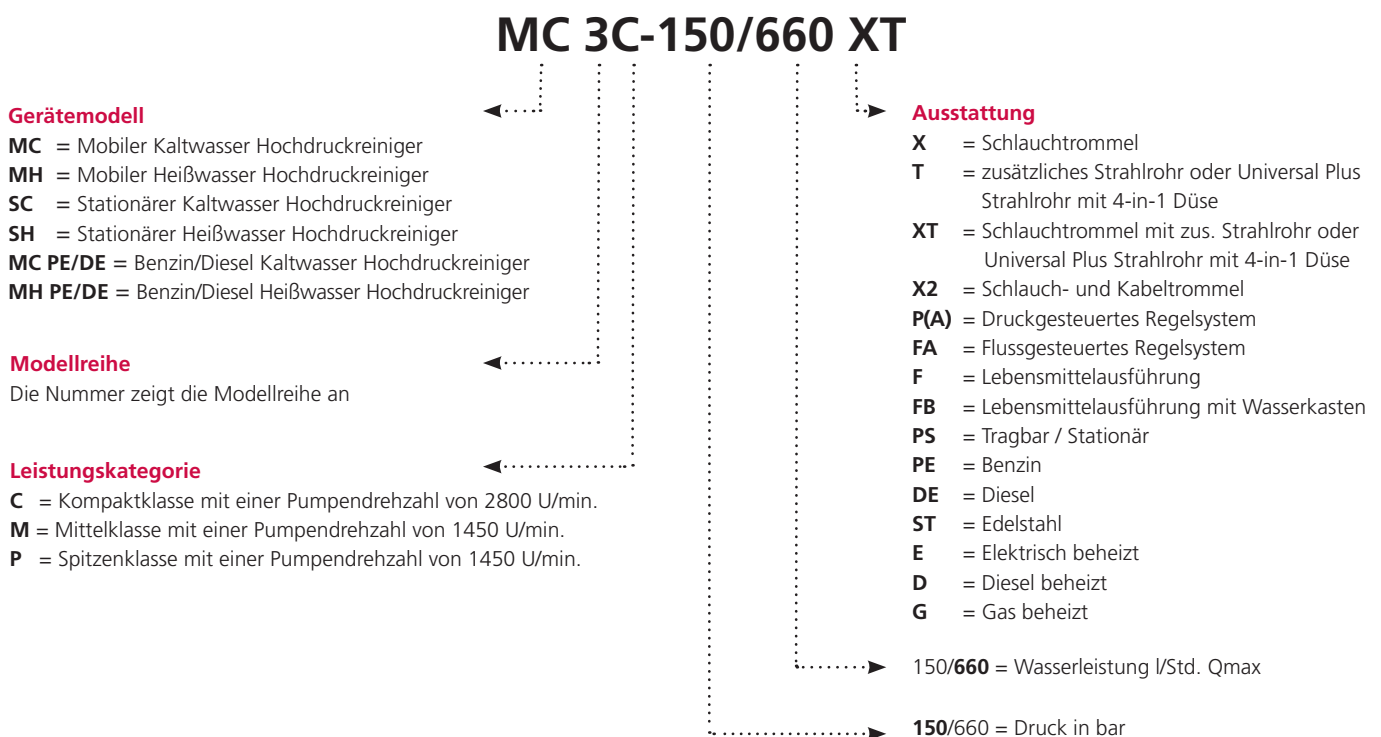 MC 3C-150/660 XT
Gerätemodell
MC = Mobiler Kaltwasser Hochdruckreiniger
MH = Mobiler Heißwasser Hochdruckreiniger
SC = Stationärer Kaltwasser Hochdruckreiniger
SH = Stationärer Heißwasser Hochdruckreiniger
MC PE/DE = Benzin/Diesel Kaltwasser Hochdruckreiniger
MH PE/DE = Benzin/Diesel Heißwasser Hochdruckreiniger
Modellreihe
Die Nummer zeigt die Modellreihe an
Leistungskategorie
C = Kompaktklasse mit einer Pumpendrehzahl von 2800 U/min.
M = Mittelklasse mit einer Pumpendrehzahl von 1450 U/min.
P = Spitzenklasse mit einer Pumpendrehzahl von 1450 U/min.
Ausstattung
X = Schlauchtrommel
T = zusätzliches Strahlrohr oder Universal Plus
Strahlrohr mit 4-in-1 Düse
XT = Schlauchtrommel mit zus. Strahlrohr oder
Universal Plus Strahlrohr mit 4-in-1 Düse
X2 = Schlauch- und Kabeltrommel
P(A) = Druckgesteuertes Regelsystem
FA = Flussgesteuertes Regelsystem
F = Lebensmittelausführung
FB = Lebensmittelausführung mit Wasserkasten
PS = Tragbar / Stationär
PE = Benzin
DE = Diesel
ST = Edelstahl
E = Elektrisch beheizt
D = Diesel beheizt
G = Gas beheizt
150/660 = Wasserleistung l/Std. Qmax
150/660 = Druck in bar